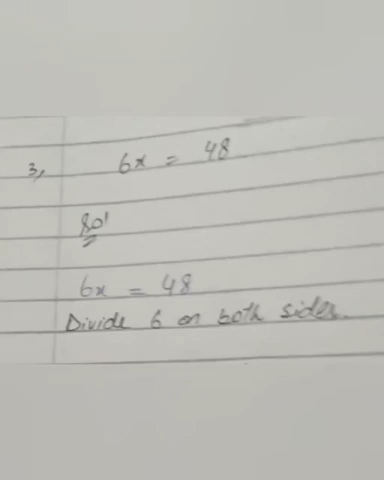 3, 6x = 48
Sol
6x = 48
Divide 6 on both sides.